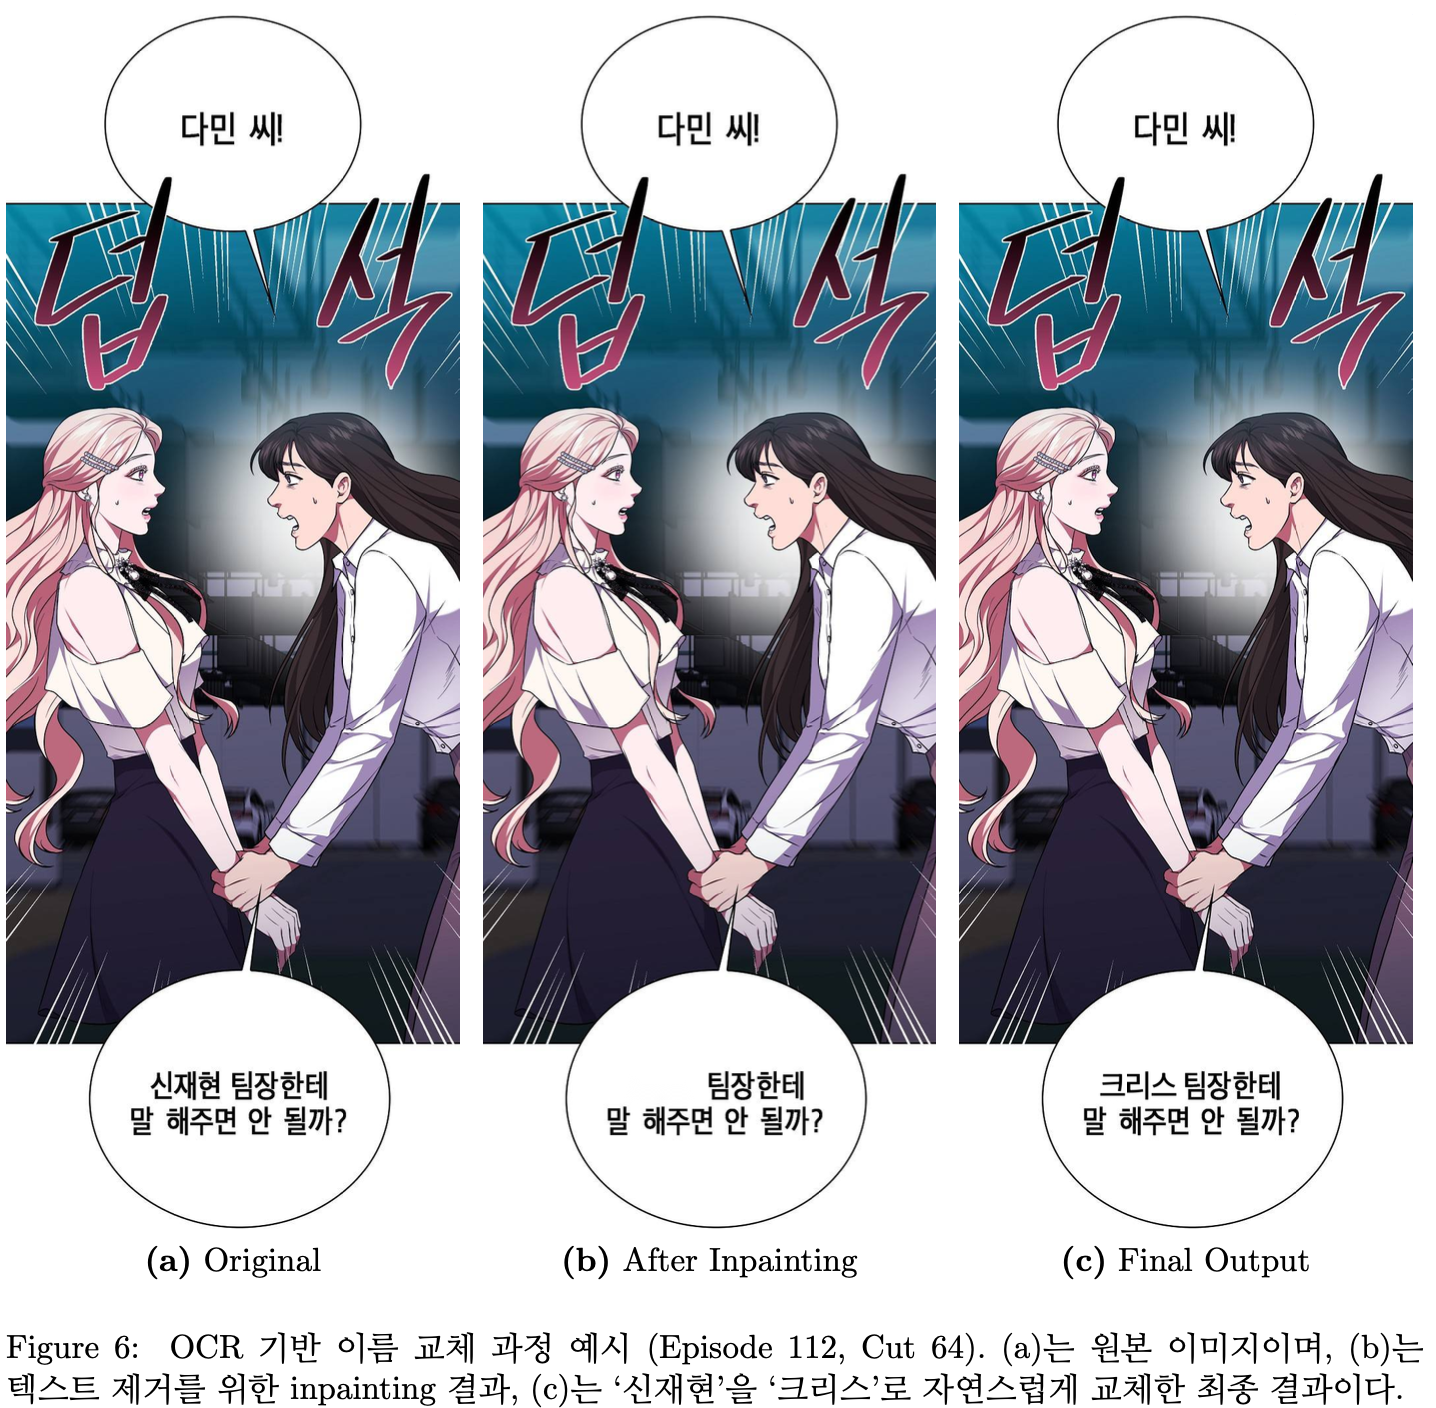 다민 씨!
다민 씨!
다민 씨!
덥 석
덥 석
덥 석
신재현 팀장한테
말 해주면 안 될까?
팀장한테
말 해주면 안 될까?
크리스 팀장한테
말 해주면 안 될까?
(a) Original
(b) After Inpainting
(c) Final Output
Figure 6: OCR 기반 이름 교체 과정 예시 (Episode 112, Cut 64). (a)는 원본 이미지이며, (b)는
텍스트 제거를 위한 inpainting 결과, (c)는 ‘신재현’을 ‘크리스’로 자연스럽게 교체한 최종 결과이다.